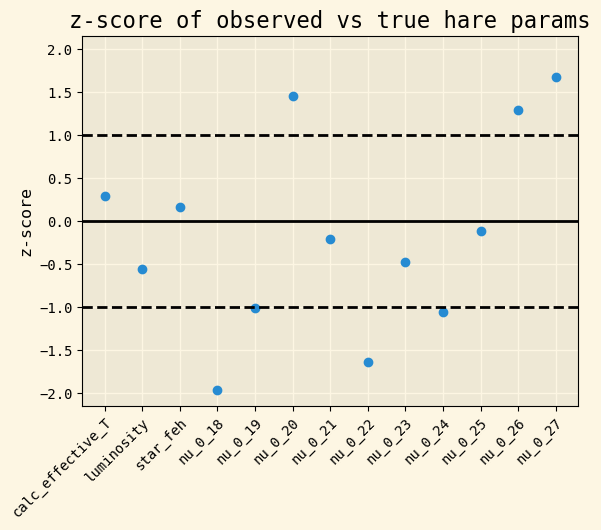 z-score of observed vs true hare params
z-score
2.0
1.5
1.0
0.5
0.0
−0.5
−1.0
−1.5
−2.0
calc_effective_T
luminosity
star_feh
nu_0_18
nu_0_19
nu_0_20
nu_0_21
nu_0_22
nu_0_23
nu_0_24
nu_0_25
nu_0_26
nu_0_27